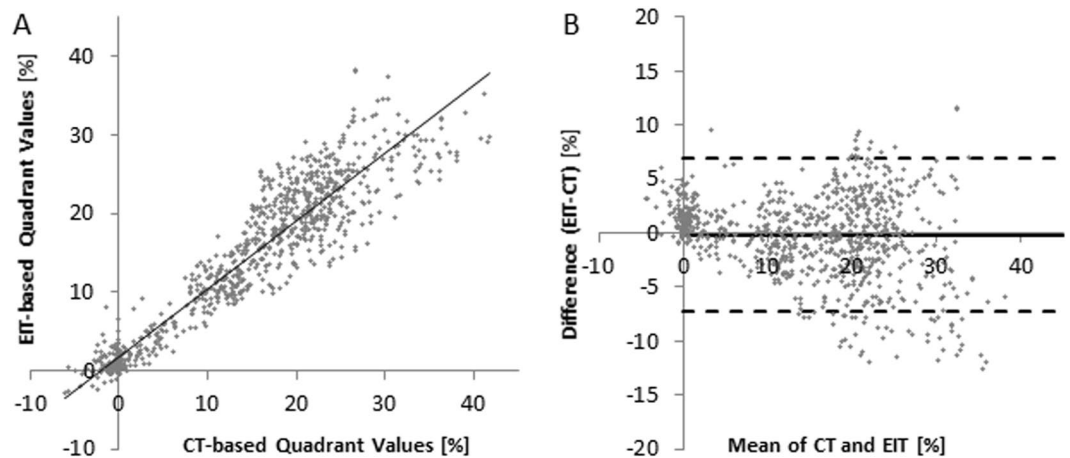 A
EIT-based Quadrant Values [%]
40
30
20
10
0
-10
-10 0 10 20 30 40
CT-based Quadrant Values [%]
B
Difference (EIT-CT) [%]
20
15
10
5
0
-5
-10
-15
-20
-10 0 10 20 30 40
Mean of CT and EIT [%]